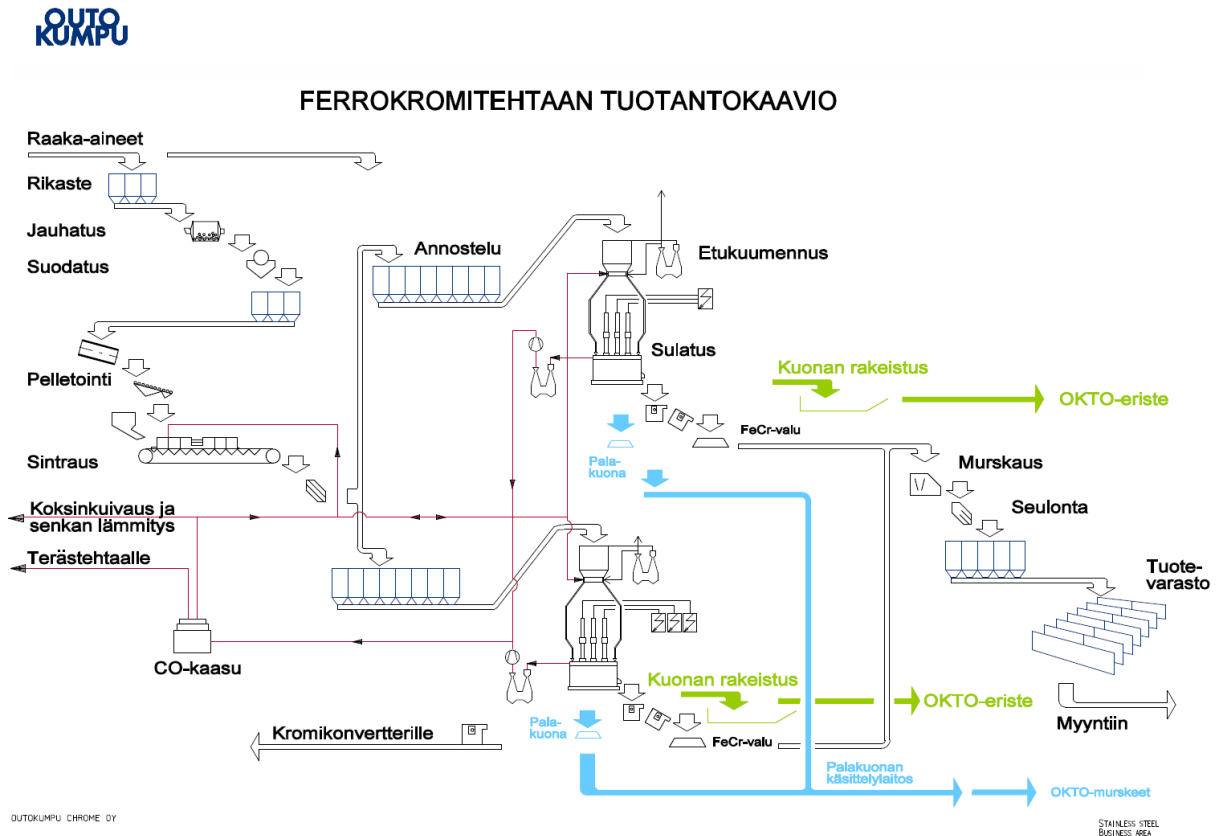 OUTO
KUMPU
FERROKROMITEHTAAN TUOTANTOKAAVIO
Raaka-aineet
Rikaste
Jauhatus
Suodatus
Annostelu
Etukuumennus
Sulatus
Pelletointi
Kuonan rakeistus
OKTO-eriste
FeCr-valu
Pala-
kuona
Sintraus
Murskaus
Seulonta
Koksinkuivaus ja
senkan lämmitys
Terästehtaalle
Tuote-
varasto
CO-kaasu
Kuonan rakeistus
OKTO-eriste
Pala-
kuona
Kromikonvertterille
FeCr-valu
Myyntiin
Palakuonan
käsittelylaitos
OKTO-murskeet
OUTOKUMPU CHROME OY
STAINLESS STEEL
BUSINESS AREA